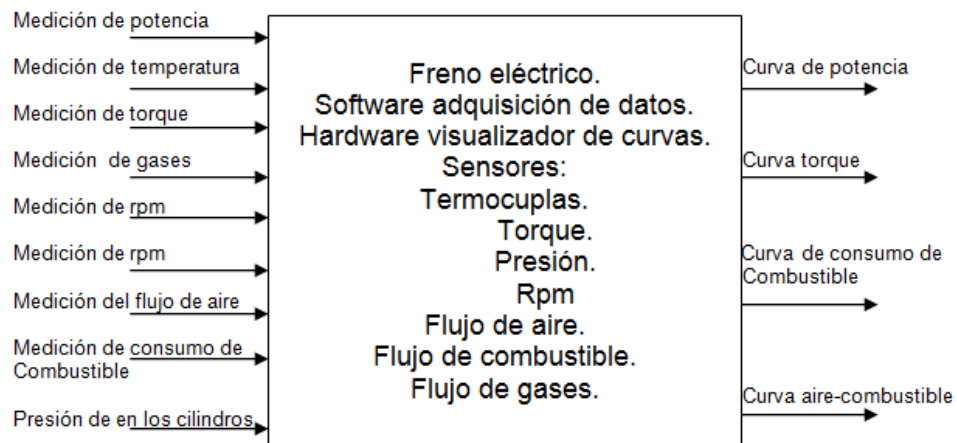 Medición de potencia
Medición de temperatura
Medición de torque
Medición de gases
Medición de rpm
Medición de rpm
Medición del flujo de aire
Medición de consumo de
Combustible
Presión de en los cilindros
Freno eléctrico.
Software adquisición de datos.
Hardware visualizador de curvas.
Sensores:
Termocuplas.
Torque.
Presión.
Rpm
Flujo de aire.
Flujo de combustible.
Flujo de gases.
Curva de potencia
Curva torque
Curva de consumo de
Combustible
Curva aire-combustible